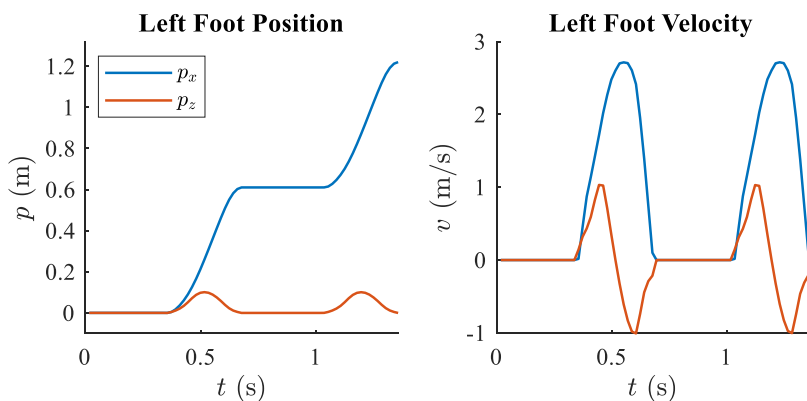 Left Foot Position
p_x
p_z
p (m)
1.2
1
0.8
0.6
0.4
0.2
0
0 0.5 1
t (s)
Left Foot Velocity
v (m/s)
3
2
1
0
-1
0 0.5 1
t (s)